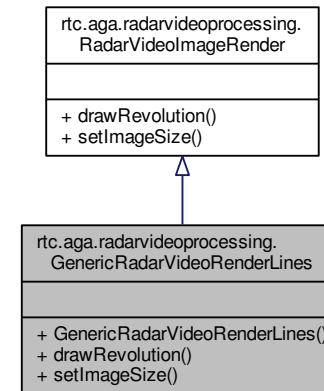 rtc.aga.radarvideoprocessing.
RadarVideoImageRender
+ drawRevolution()
+ setImageSize()
rtc.aga.radarvideoprocessing.
GenericRadarVideoRenderLines
+ GenericRadarVideoRenderLines()
+ drawRevolution()
+ setImageSize()